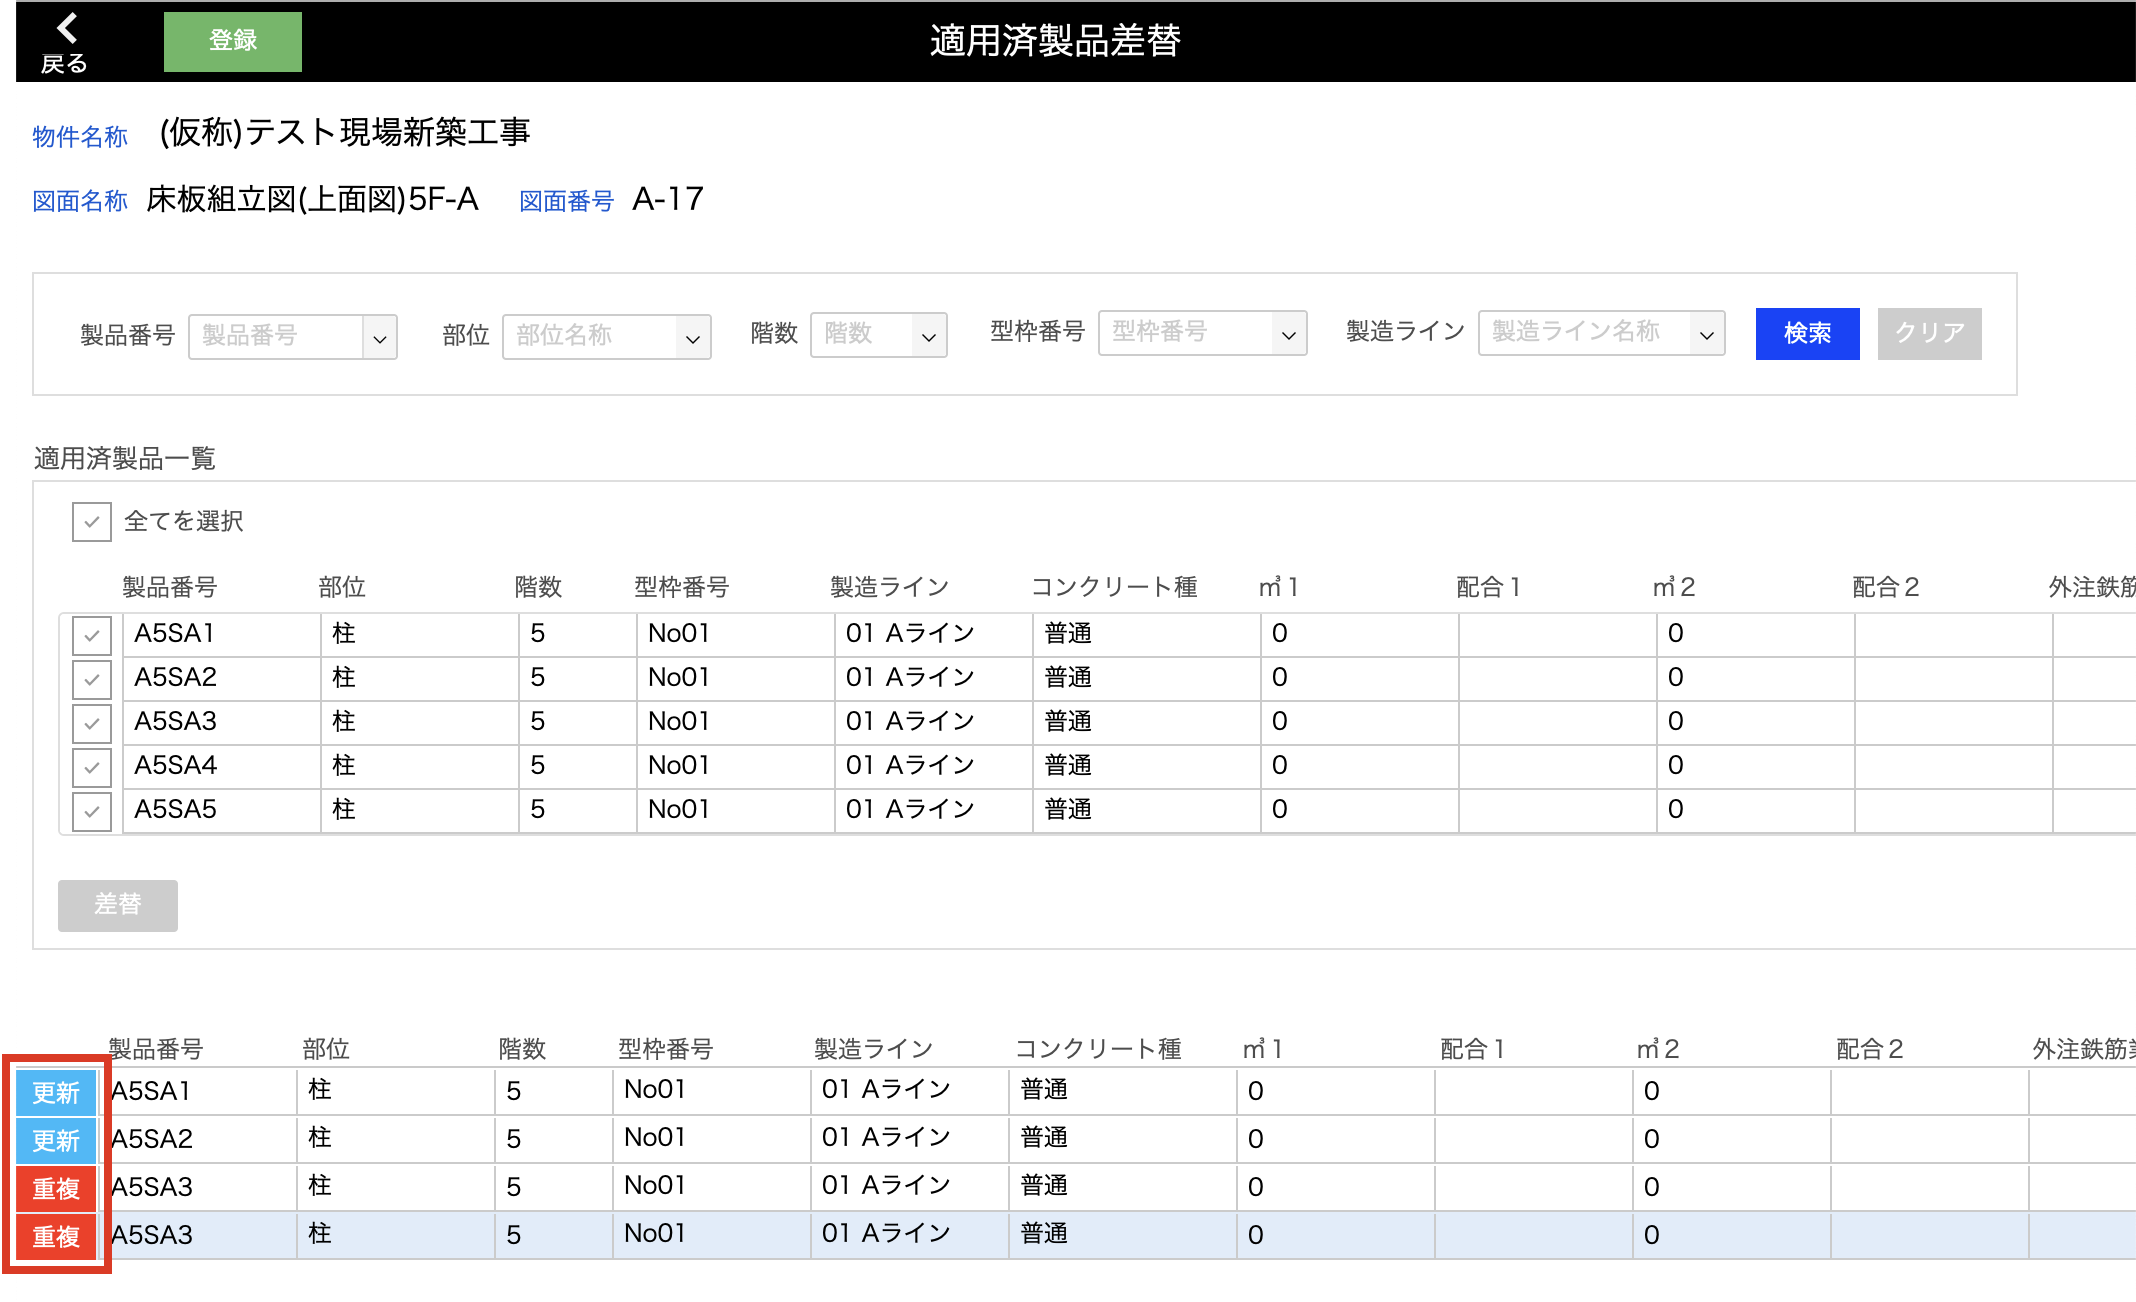 戻る 登録 適用済製品差替
物件名称 (仮称)テスト現場新築工事
図面名称 床板組立図(上面図)5F-A 図面番号 A-17
製品番号 製品番号 部位 部位名称 階数 階数 型枠番号 型枠番号 製造ライン 製造ライン名称 検索 クリア
適用済製品一覧
全てを選択
製品番号 部位 階数 型枠番号 製造ライン コンクリート種 ㎥1 配合1 ㎥2 配合2 外注鉄筋
A5SA1 柱 5 No01 01 Aライン 普通 0 0
A5SA2 柱 5 No01 01 Aライン 普通 0 0
A5SA3 柱 5 No01 01 Aライン 普通 0 0
A5SA4 柱 5 No01 01 Aライン 普通 0 0
A5SA5 柱 5 No01 01 Aライン 普通 0 0
差替
製品番号 部位 階数 型枠番号 製造ライン コンクリート種 ㎥1 配合1 ㎥2 配合2 外注鉄筋
更新 A5SA1 柱 5 No01 01 Aライン 普通 0 0
更新 A5SA2 柱 5 No01 01 Aライン 普通 0 0
重複 A5SA3 柱 5 No01 01 Aライン 普通 0 0
重複 A5SA3 柱 5 No01 01 Aライン 普通 0 0